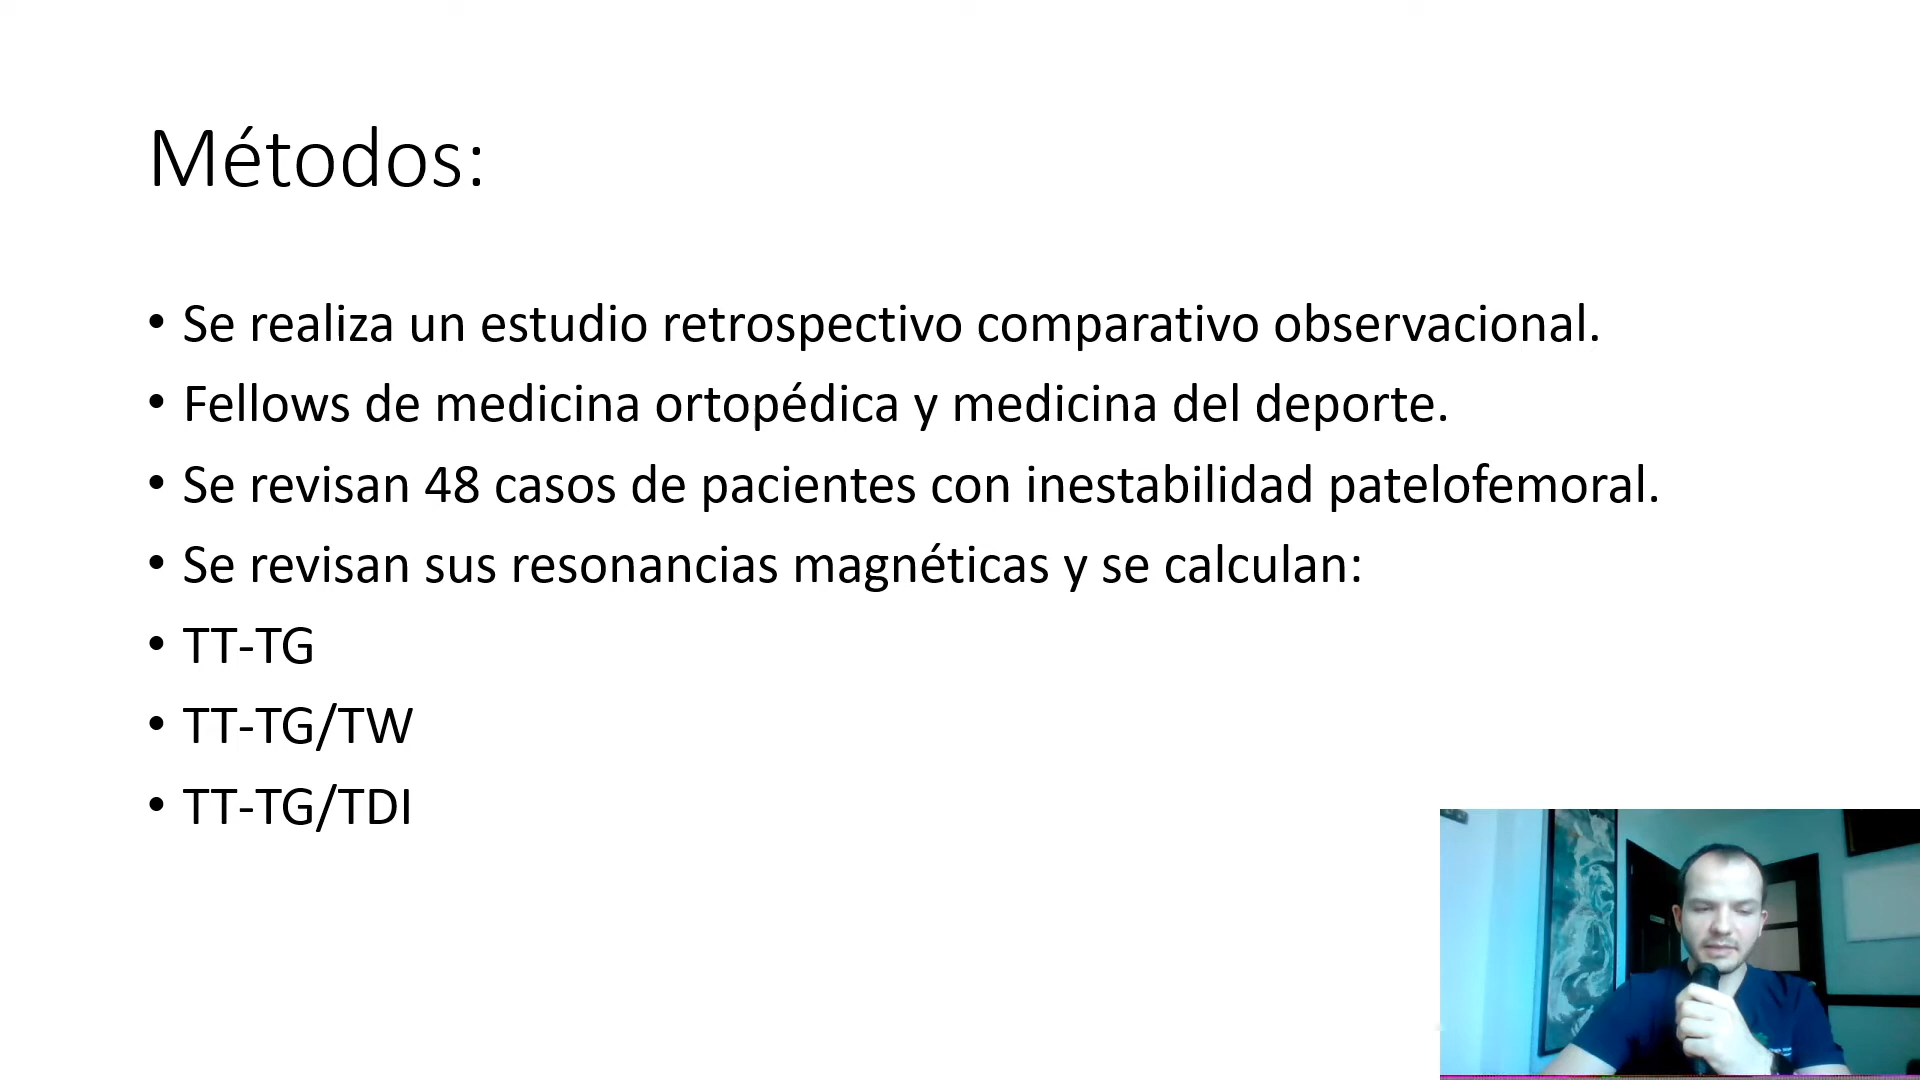 Métodos:
• Se realiza un estudio retrospectivo comparativo observacional.
• Fellows de medicina ortopédica y medicina del deporte.
• Se revisan 48 casos de pacientes con inestabilidad patelofemoral.
• Se revisan sus resonancias magnéticas y se calculan:
• TT-TG
• TT-TG/TW
• TT-TG/TDI